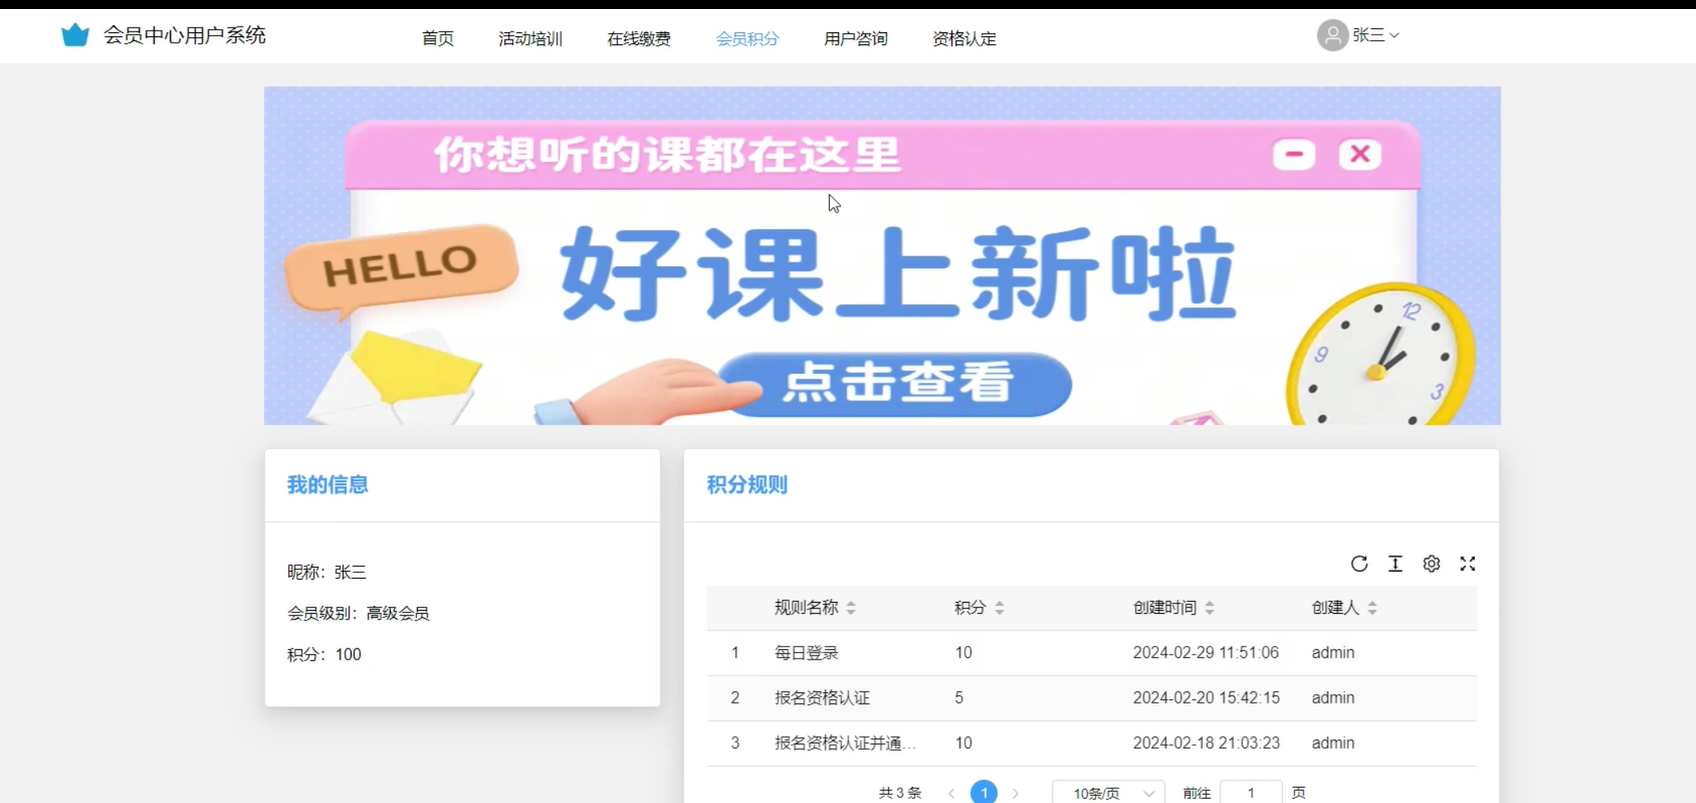 会员中心用户系统
首页 活动培训 在线缴费 会员积分 用户咨询 资格认定
张三
你想听的课都在这里
HELLO
好课上新啦
点击查看
12
9
3
我的信息
昵称：张三
会员级别：高级会员
积分：100
积分规则
规则名称 积分 创建时间 创建人
1 每日登录 10 2024-02-29 11:51:06 admin
2 报名资格认证 5 2024-02-20 15:42:15 admin
3 报名资格认证并通... 10 2024-02-18 21:03:23 admin
共 3 条 1 10条/页 前往 1 页